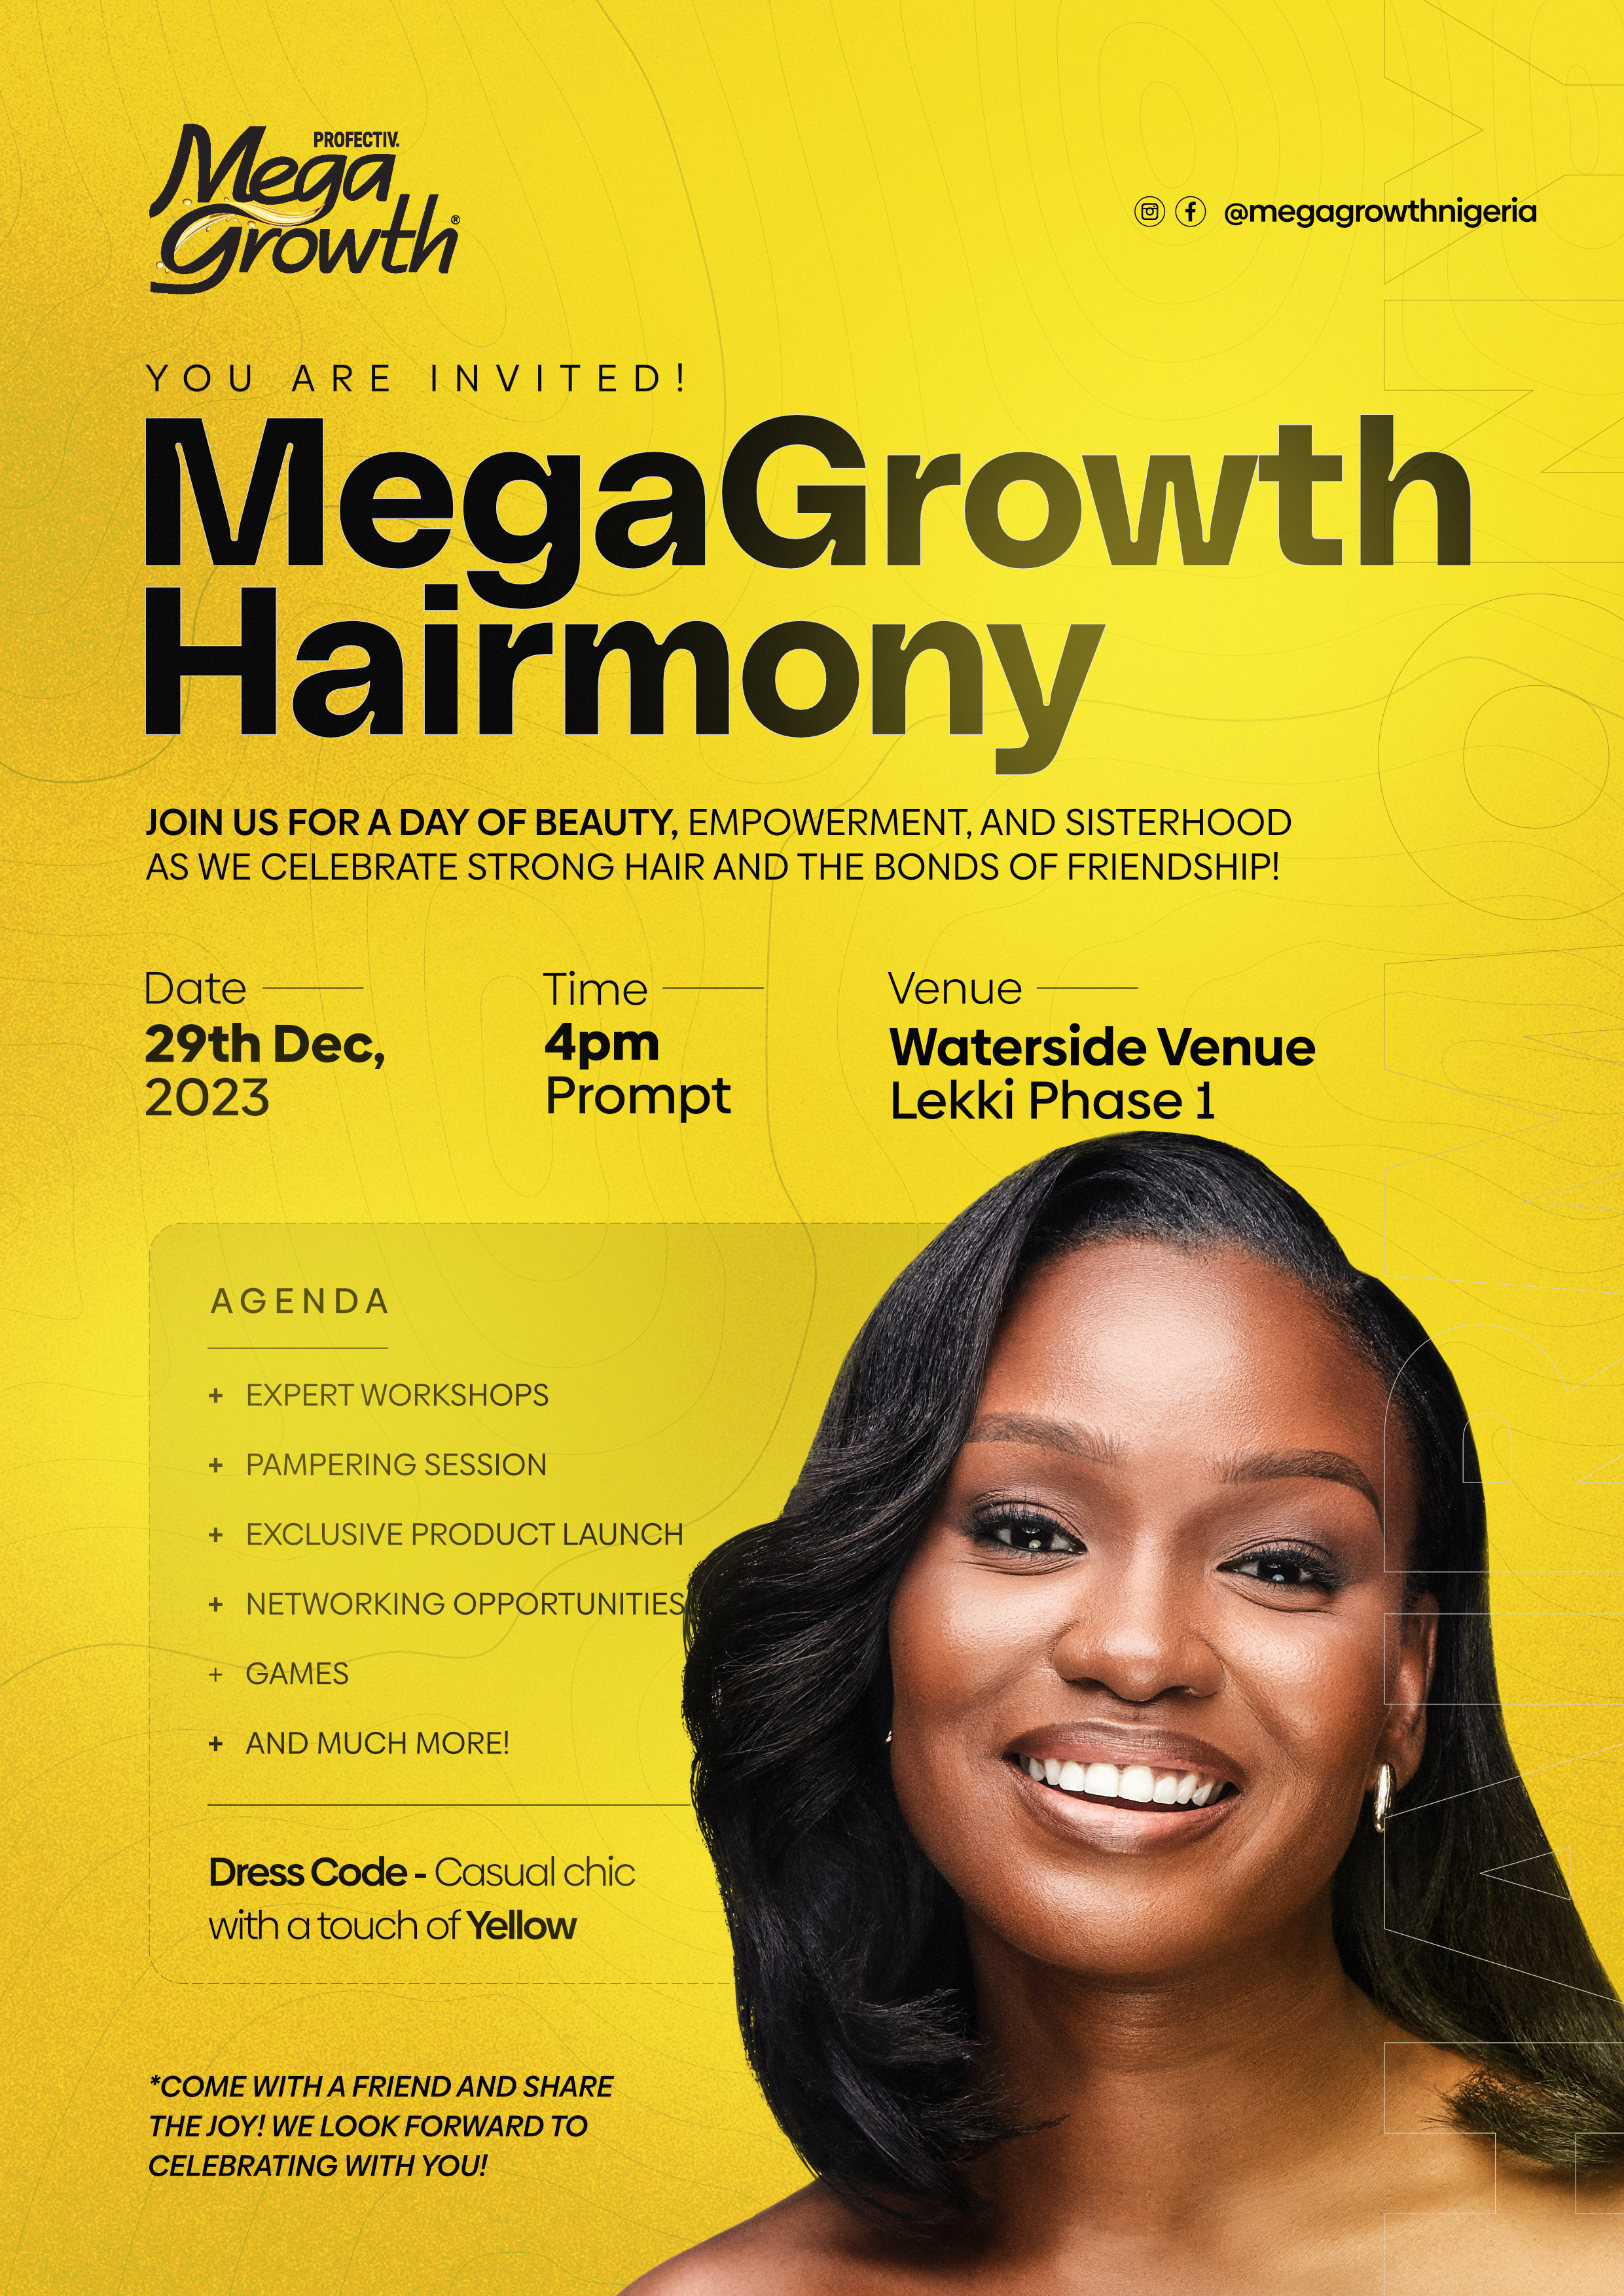 PROFECTIV.
Mega
Growth®
@megagrowthnigeria
YOU ARE INVITED!
MegaGrowth
Hairmony
JOIN US FOR A DAY OF BEAUTY, EMPOWERMENT, AND SISTERHOOD
AS WE CELEBRATE STRONG HAIR AND THE BONDS OF FRIENDSHIP!
Date
29th Dec,
2023
Time
4pm
Prompt
Venue
Waterside Venue
Lekki Phase 1
AGENDA
+ EXPERT WORKSHOPS
+ PAMPERING SESSION
+ EXCLUSIVE PRODUCT LAUNCH
+ NETWORKING OPPORTUNITIES
+ GAMES
+ AND MUCH MORE!
Dress Code - Casual chic
with a touch of Yellow
*COME WITH A FRIEND AND SHARE
THE JOY! WE LOOK FORWARD TO
CELEBRATING WITH YOU!
HAIRMONY